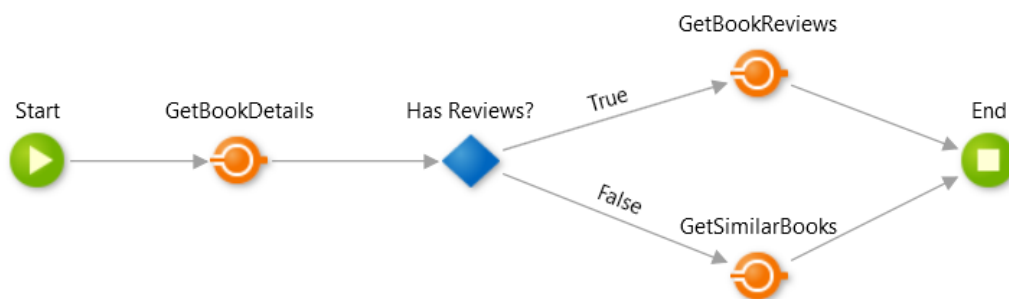 Start
GetBookDetails
Has Reviews?
True
GetBookReviews
False
GetSimilarBooks
End